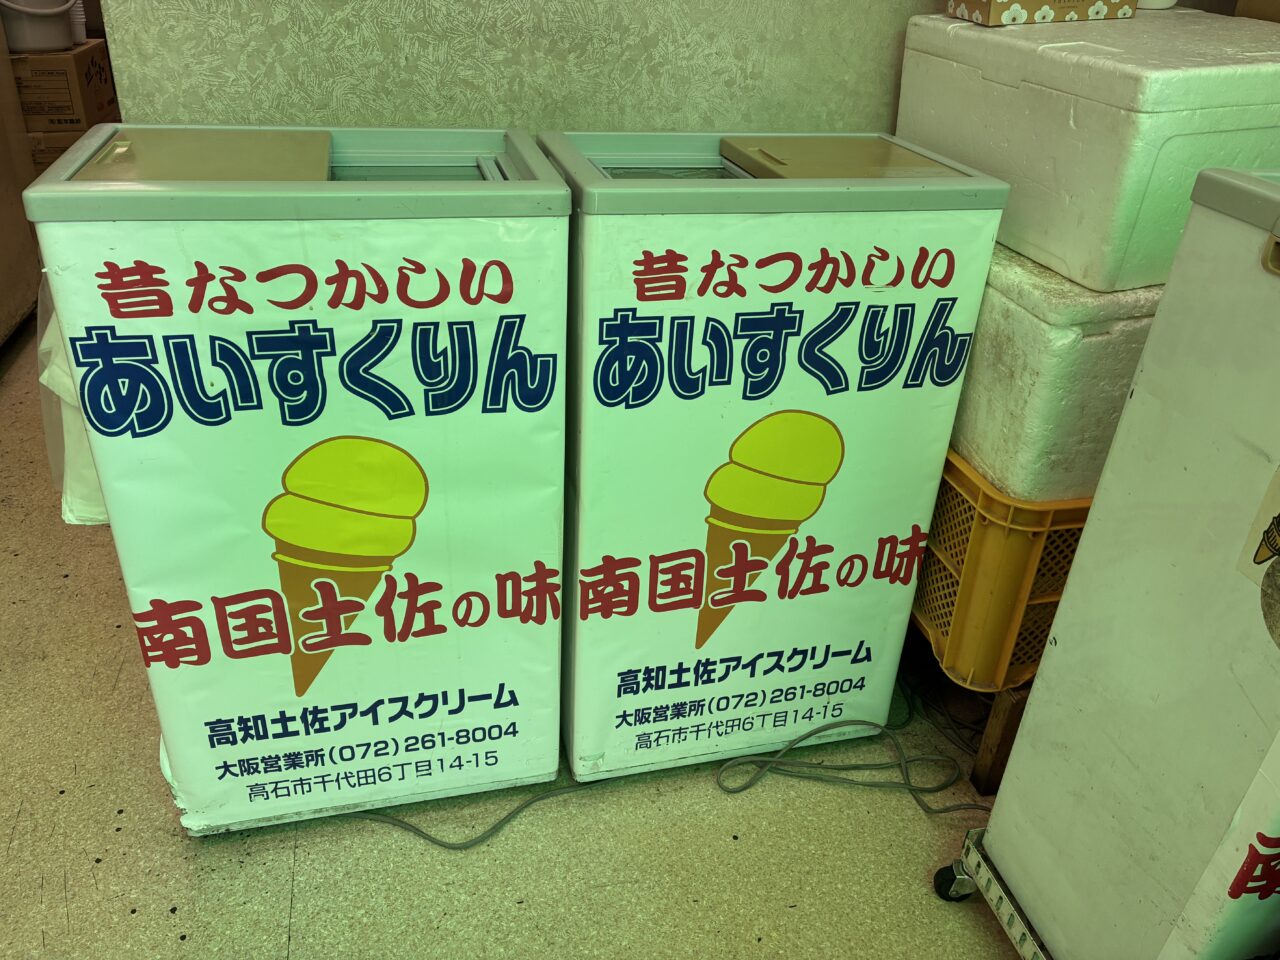 昔なつかしい
あいすくりん
南国土佐の味
高知土佐アイスクリーム
大阪営業所(072)261-8004
高石市千代田6丁目14-15
昔なつかしい
あいすくりん
南国土佐の味
高知土佐アイスクリーム
大阪営業所(072)261-8004
高石市千代田6丁目14-15
南